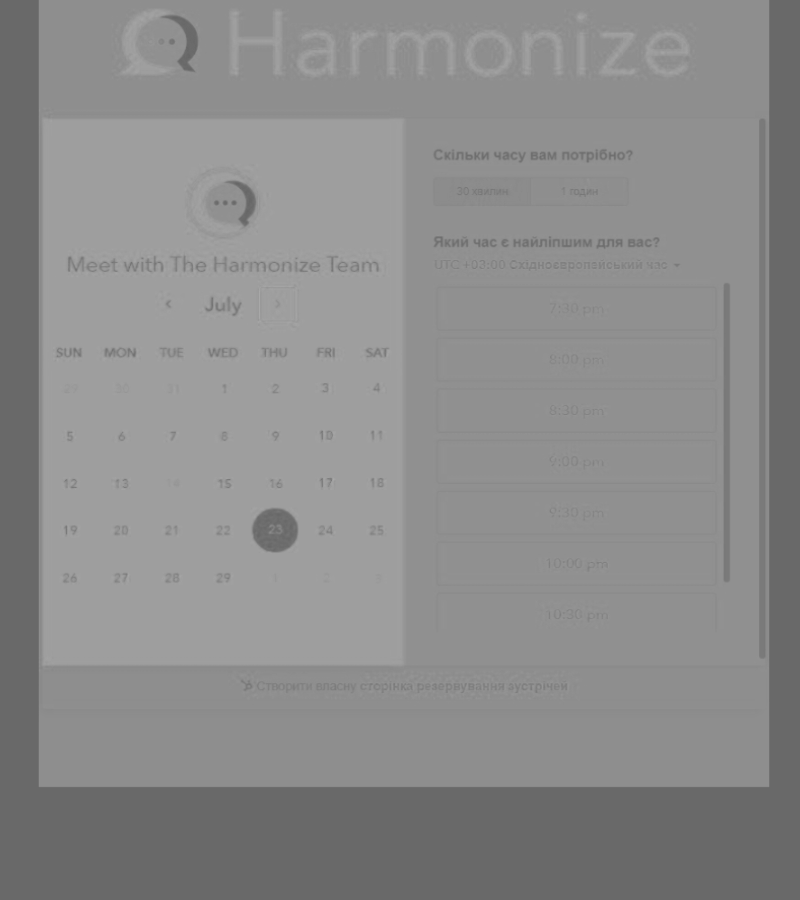 Harmonize
Meet with The Harmonize Team
July
SUN MON TUE WED THU FRI SAT
29 30 31 1 2 3 4
5 6 7 8 9 10 11
12 13 14 15 16 17 18
19 20 21 22 23 24 25
26 27 28 29 1 2 3
Скільки часу вам потрібно?
30 хвилин 1 годин
Який час є найліпшим для вас?
UTC +03:00 Східноєвропейський час
7:30 pm
8:00 pm
8:30 pm
9:00 pm
9:30 pm
10:00 pm
10:30 pm
Створити власну сторінка резервування зустрічей